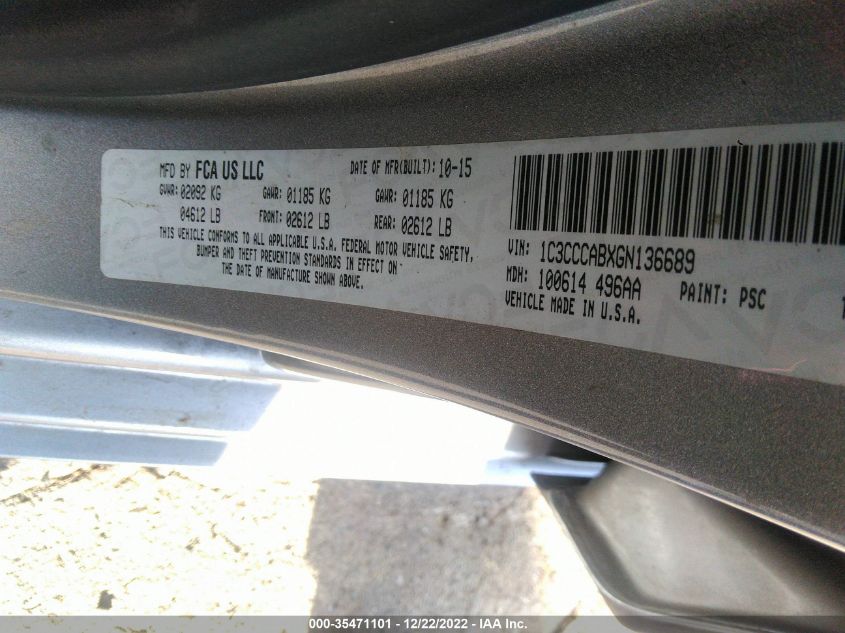 MFD BY FCA US LLC DATE OF MFR(BUILT): 10-15
GVWR: 02092 KG GAWR: 01185 KG GAWR: 01185 KG
04612 LB FRONT: 02612 LB REAR: 02612 LB
THIS VEHICLE CONFORMS TO ALL APPLICABLE U.S.A. FEDERAL MOTOR VEHICLE SAFETY,
BUMPER AND THEFT PREVENTION STANDARDS IN EFFECT ON
THE DATE OF MANUFACTURE SHOWN ABOVE.
VIN: 1C3CCCABXGN136689
MDH: 100614 496AA PAINT: PSC
VEHICLE MADE IN U.S.A.
000-35471101 - 12/22/2022 - IAA Inc.